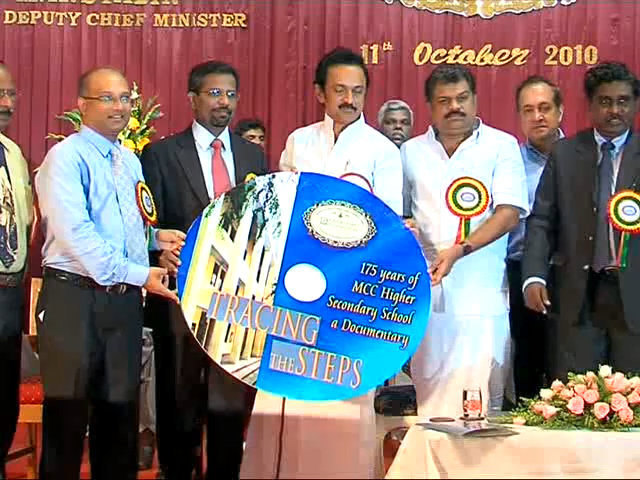 DEPUTY CHIEF MINISTER
11th October 2010
175 years of
MCC Higher
Secondary School
a Documentary
TRACING
THE STEPS